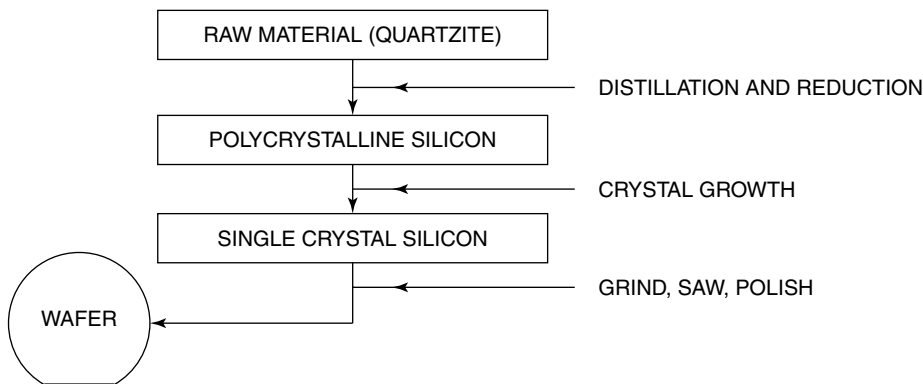 RAW MATERIAL (QUARTZITE)
DISTILLATION AND REDUCTION
POLYCRYSTALLINE SILICON
CRYSTAL GROWTH
SINGLE CRYSTAL SILICON
GRIND, SAW, POLISH
WAFER